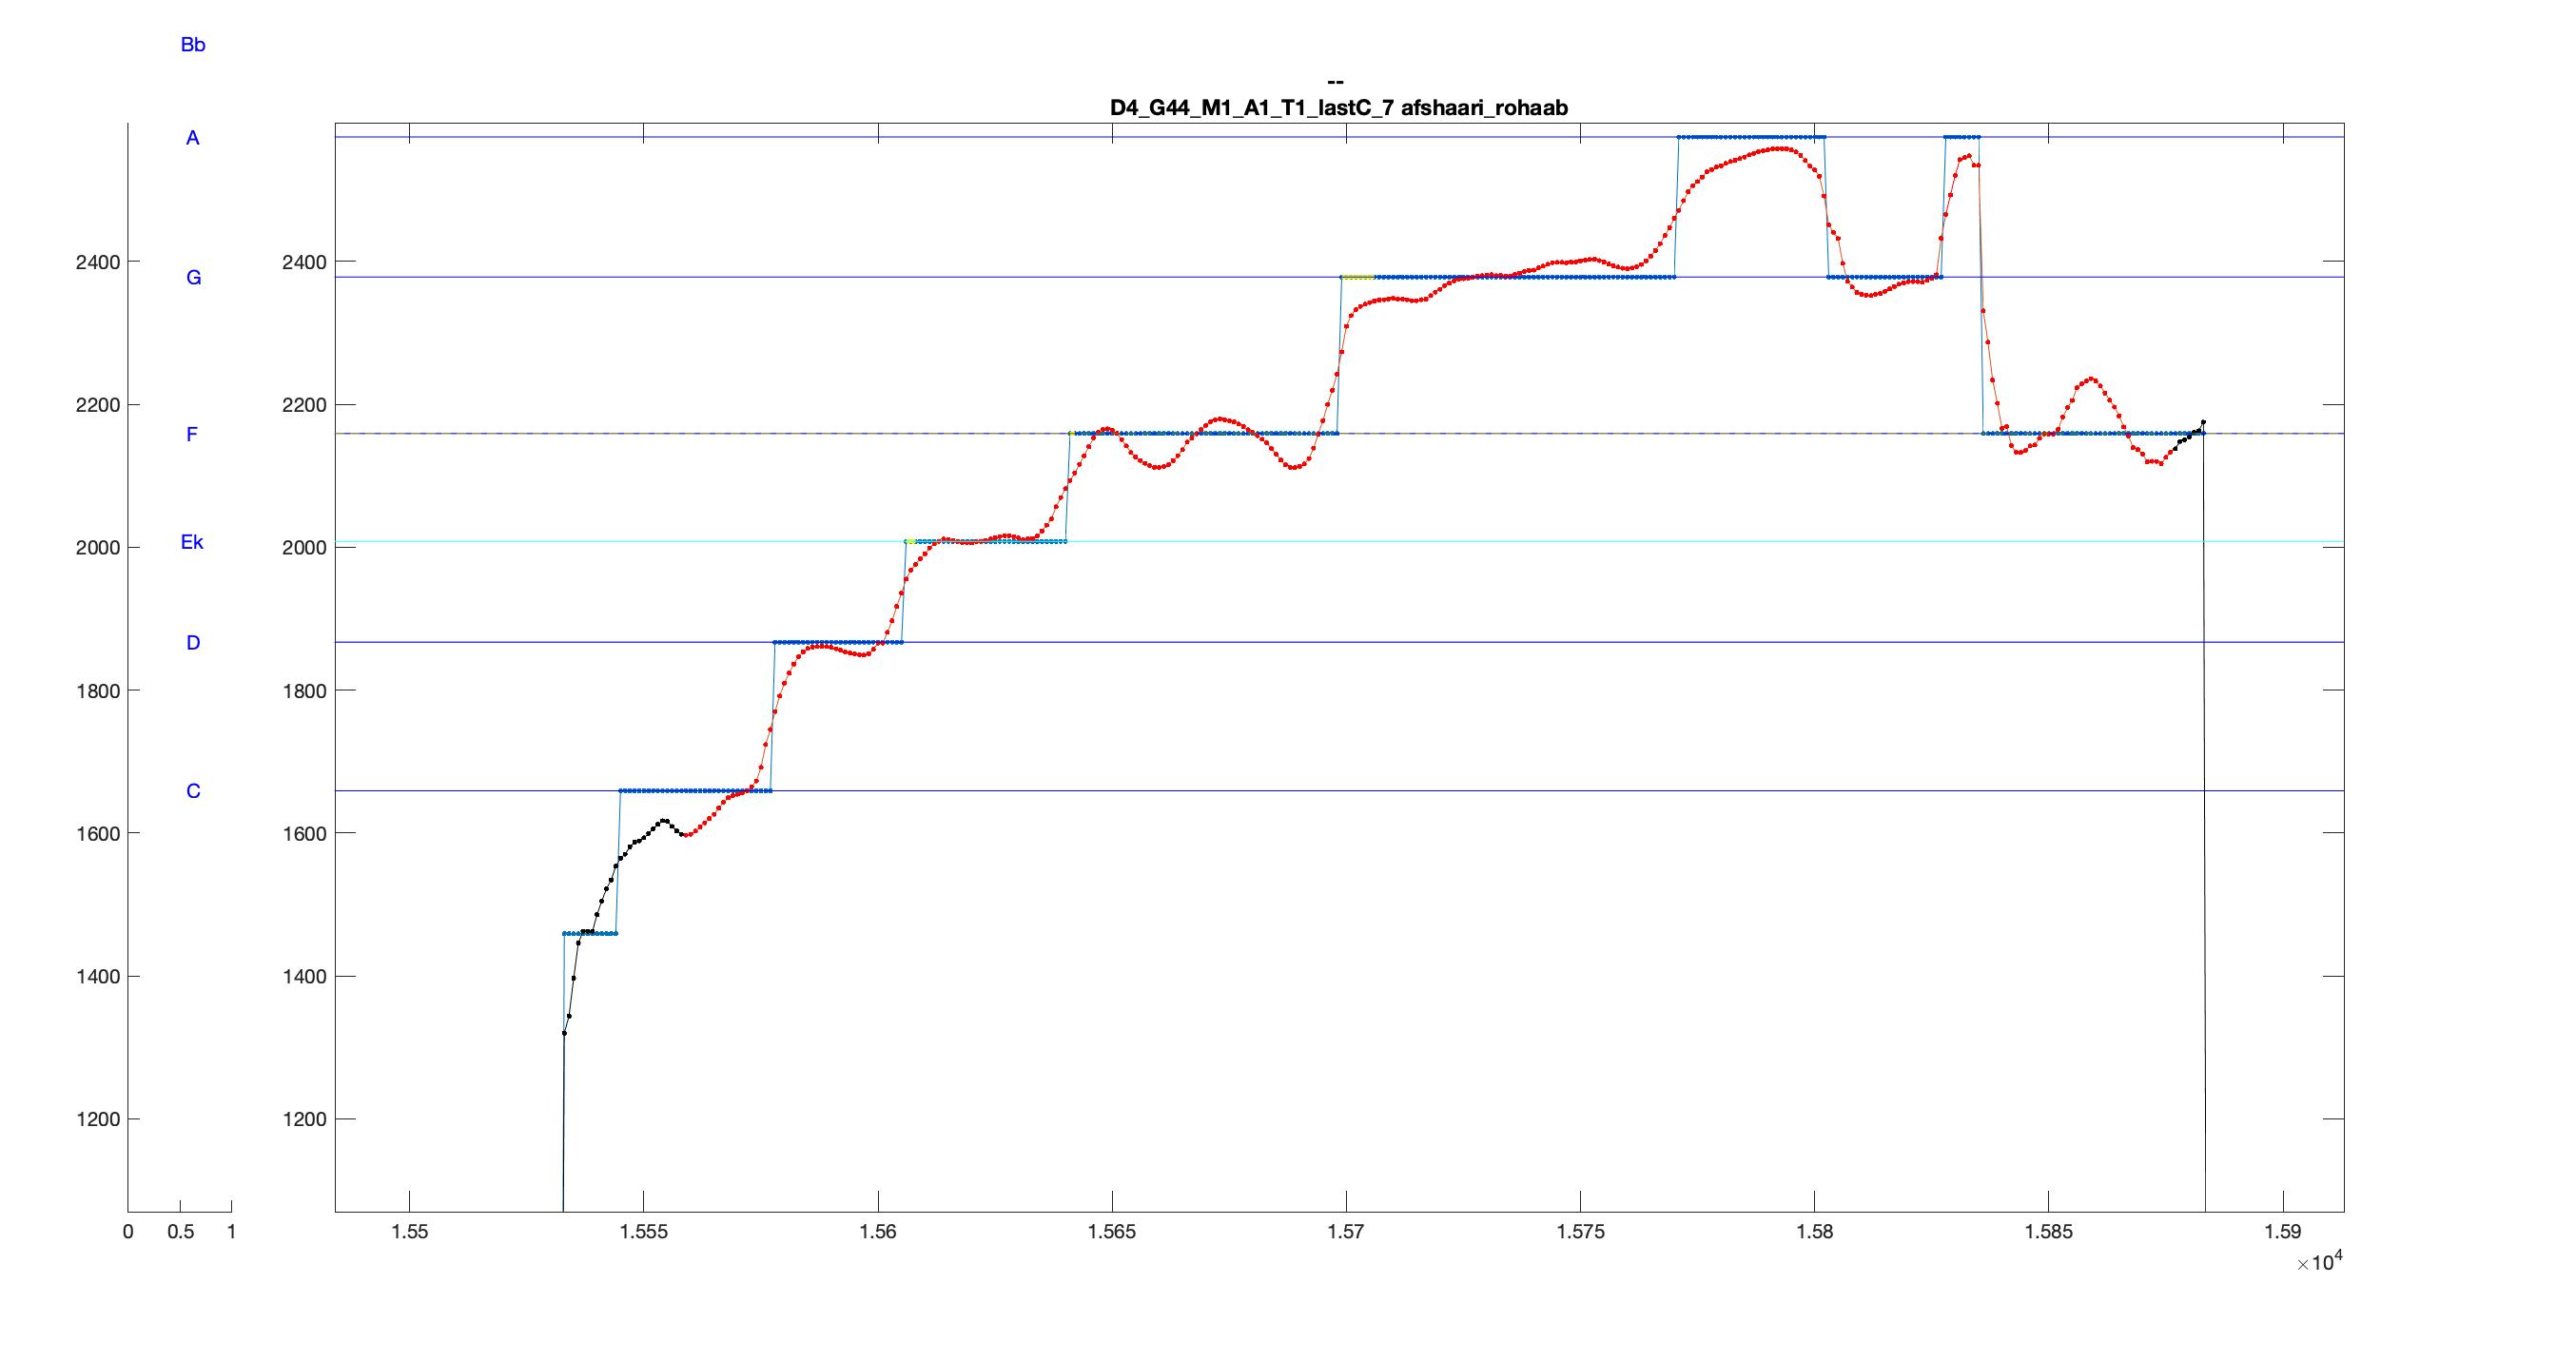 Bb
--
D4_G44_M1_A1_T1_lastC_7 afshaari_rohaab
A
2400 2400
G
2200 2200
F
2000 2000
Ek
1800 1800
D
C
1600 1600
1400 1400
1200 1200
0 0.5 1 1.55 1.555 1.56 1.565 1.57 1.575 1.58 1.585 1.59
×10^4